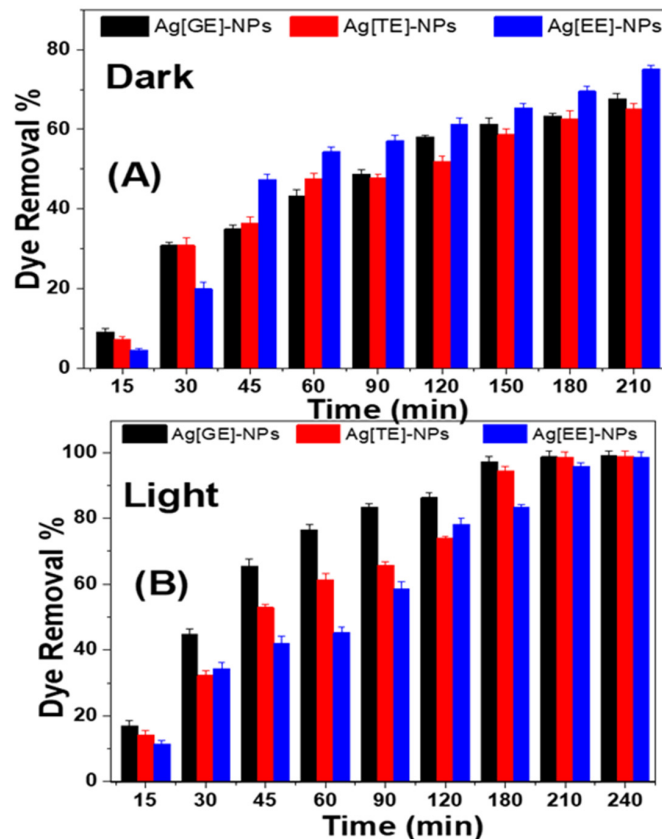 Ag[GE]-NPs Ag[TE]-NPs Ag[EE]-NPs
Dark
(A)
Dye Removal %
80
60
40
20
0
15 30 45 60 90 120 150 180 210
Time (min)
Ag[GE]-NPs Ag[TE]-NPs Ag[EE]-NPs
Light
(B)
Dye Removal %
100
80
60
40
20
0
15 30 45 60 90 120 180 210 240
Time (min)